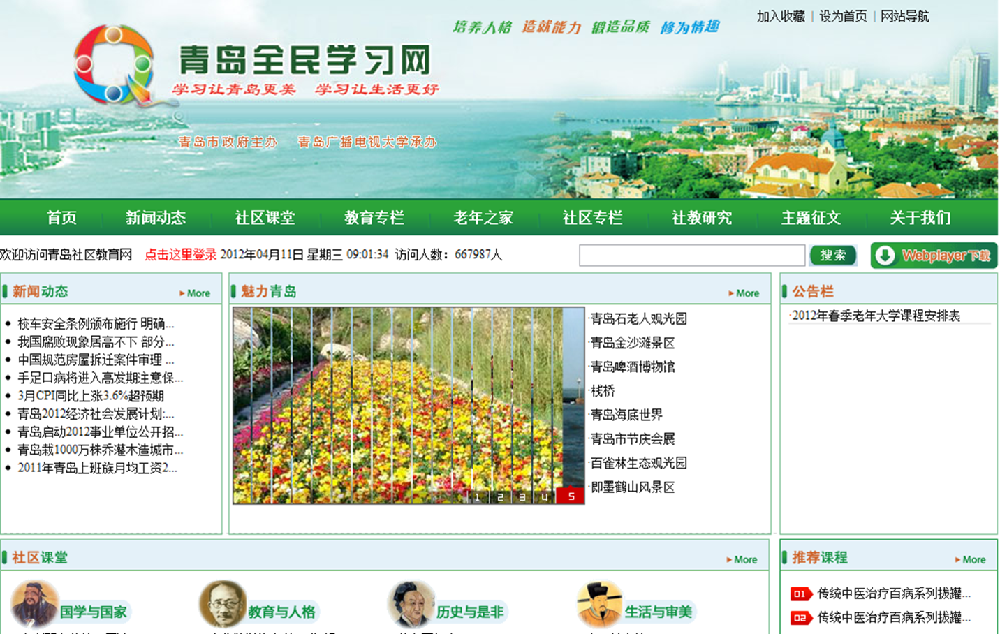 加入收藏 | 设为首页 | 网站导航
培养人格 造就能力 锻造品质 修为情趣
青岛全民学习网
学习让青岛更美 学习让生活更好
青岛市政府主办 青岛广播电视大学承办
首页 新闻动态 社区课堂 教育专栏 老年之家 社区专栏 社教研究 主题征文 关于我们
欢迎访问青岛社区教育网 点击这里登录 2012年04月11日 星期三 09:01:34 访问人数：667987人 搜索 Webplayer下载
新闻动态 More
校车安全条例颁布施行 明确...
我国腐败现象居高不下 部分...
中国规范房屋拆迁案件审理 ...
手足口病将进入高发期注意保...
3月CPI同比上涨3.6%超预期
青岛2012经济社会发展计划:...
青岛启动2012事业单位公开招...
青岛栽1000万株乔灌木造城市...
2011年青岛上班族月均工资2...
魅力青岛 More
1 2 3 4 5
青岛石老人观光园
青岛金沙滩景区
青岛啤酒博物馆
栈桥
青岛海底世界
青岛市节庆会展
百雀林生态观光园
即墨鹤山风景区
公告栏
2012年春季老年大学课程安排表
社区课堂 More
国学与国家 教育与人格 历史与是非 生活与审美
推荐课程 More
01 传统中医治疗百病系列拔罐...
02 传统中医治疗百病系列拔罐...